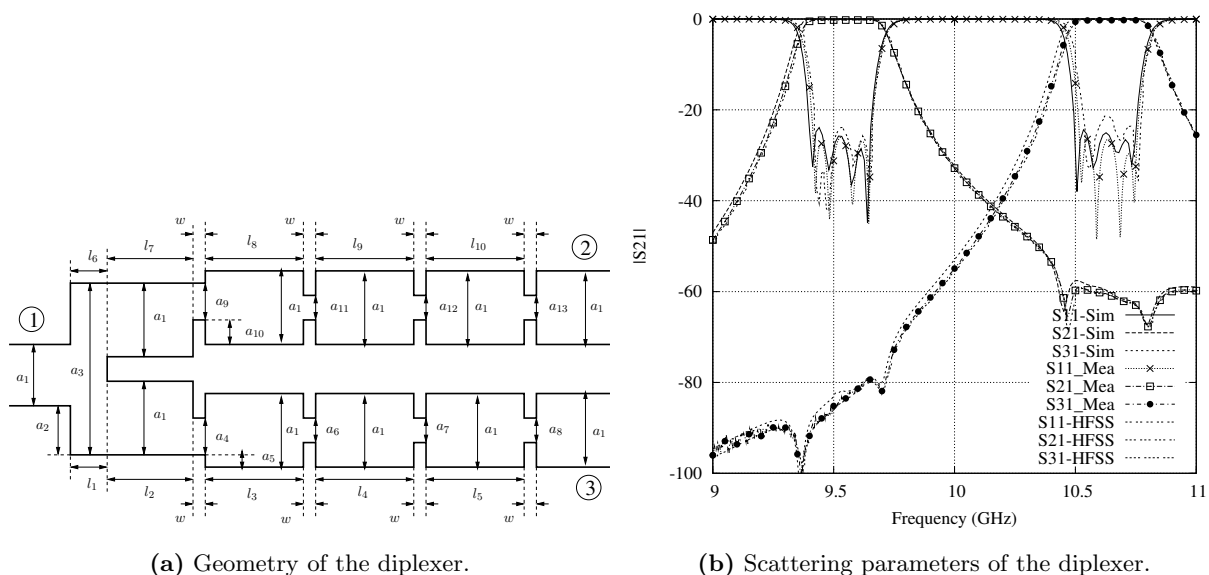 w w w
l₆ l₇ l₈ l₉ l₁₀ 2
1 a₁ a₉ a₁ a₁₁ a₁ a₁₂ a₁ a₁₃ a₁
a₁₀
a₁ a₃
a₂ a₁ a₄ a₁ a₆ a₁ a₇ a₁ a₈ a₁
a₅
l₁ l₂ l₃ l₄ l₅ 3
w w w
(a) Geometry of the diplexer.
0
-20
-40
-60
-80
-100
|S21|
S11-Sim
S21-Sim
S31-Sim
S11_Mea
S21_Mea
S31_Mea
S11-HFSS
S21-HFSS
S31-HFSS
9 9.5 10 10.5 11
Frequency (GHz)
(b) Scattering parameters of the diplexer.